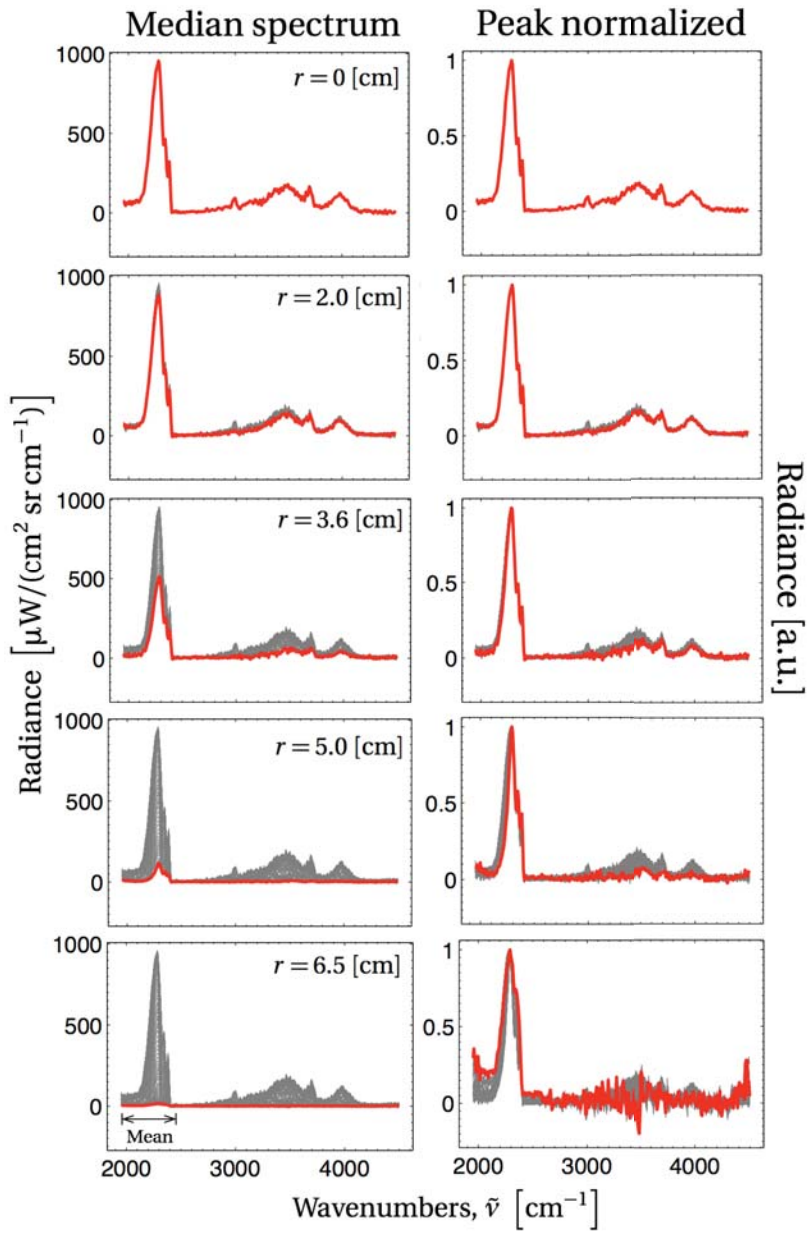 Median spectrum
Peak normalized
1000
500
0
r = 0 [cm]
1
0.5
0
1000
500
0
r = 2.0 [cm]
1
0.5
0
1000
500
0
r = 3.6 [cm]
1
0.5
0
1000
500
0
r = 5.0 [cm]
1
0.5
0
1000
500
0
r = 6.5 [cm]
Mean
1
0.5
0
2000 3000 4000
2000 3000 4000
Radiance [µW/(cm² sr cm⁻¹)]
Radiance [a.u.]
Wavenumbers, ν̃ [cm⁻¹]